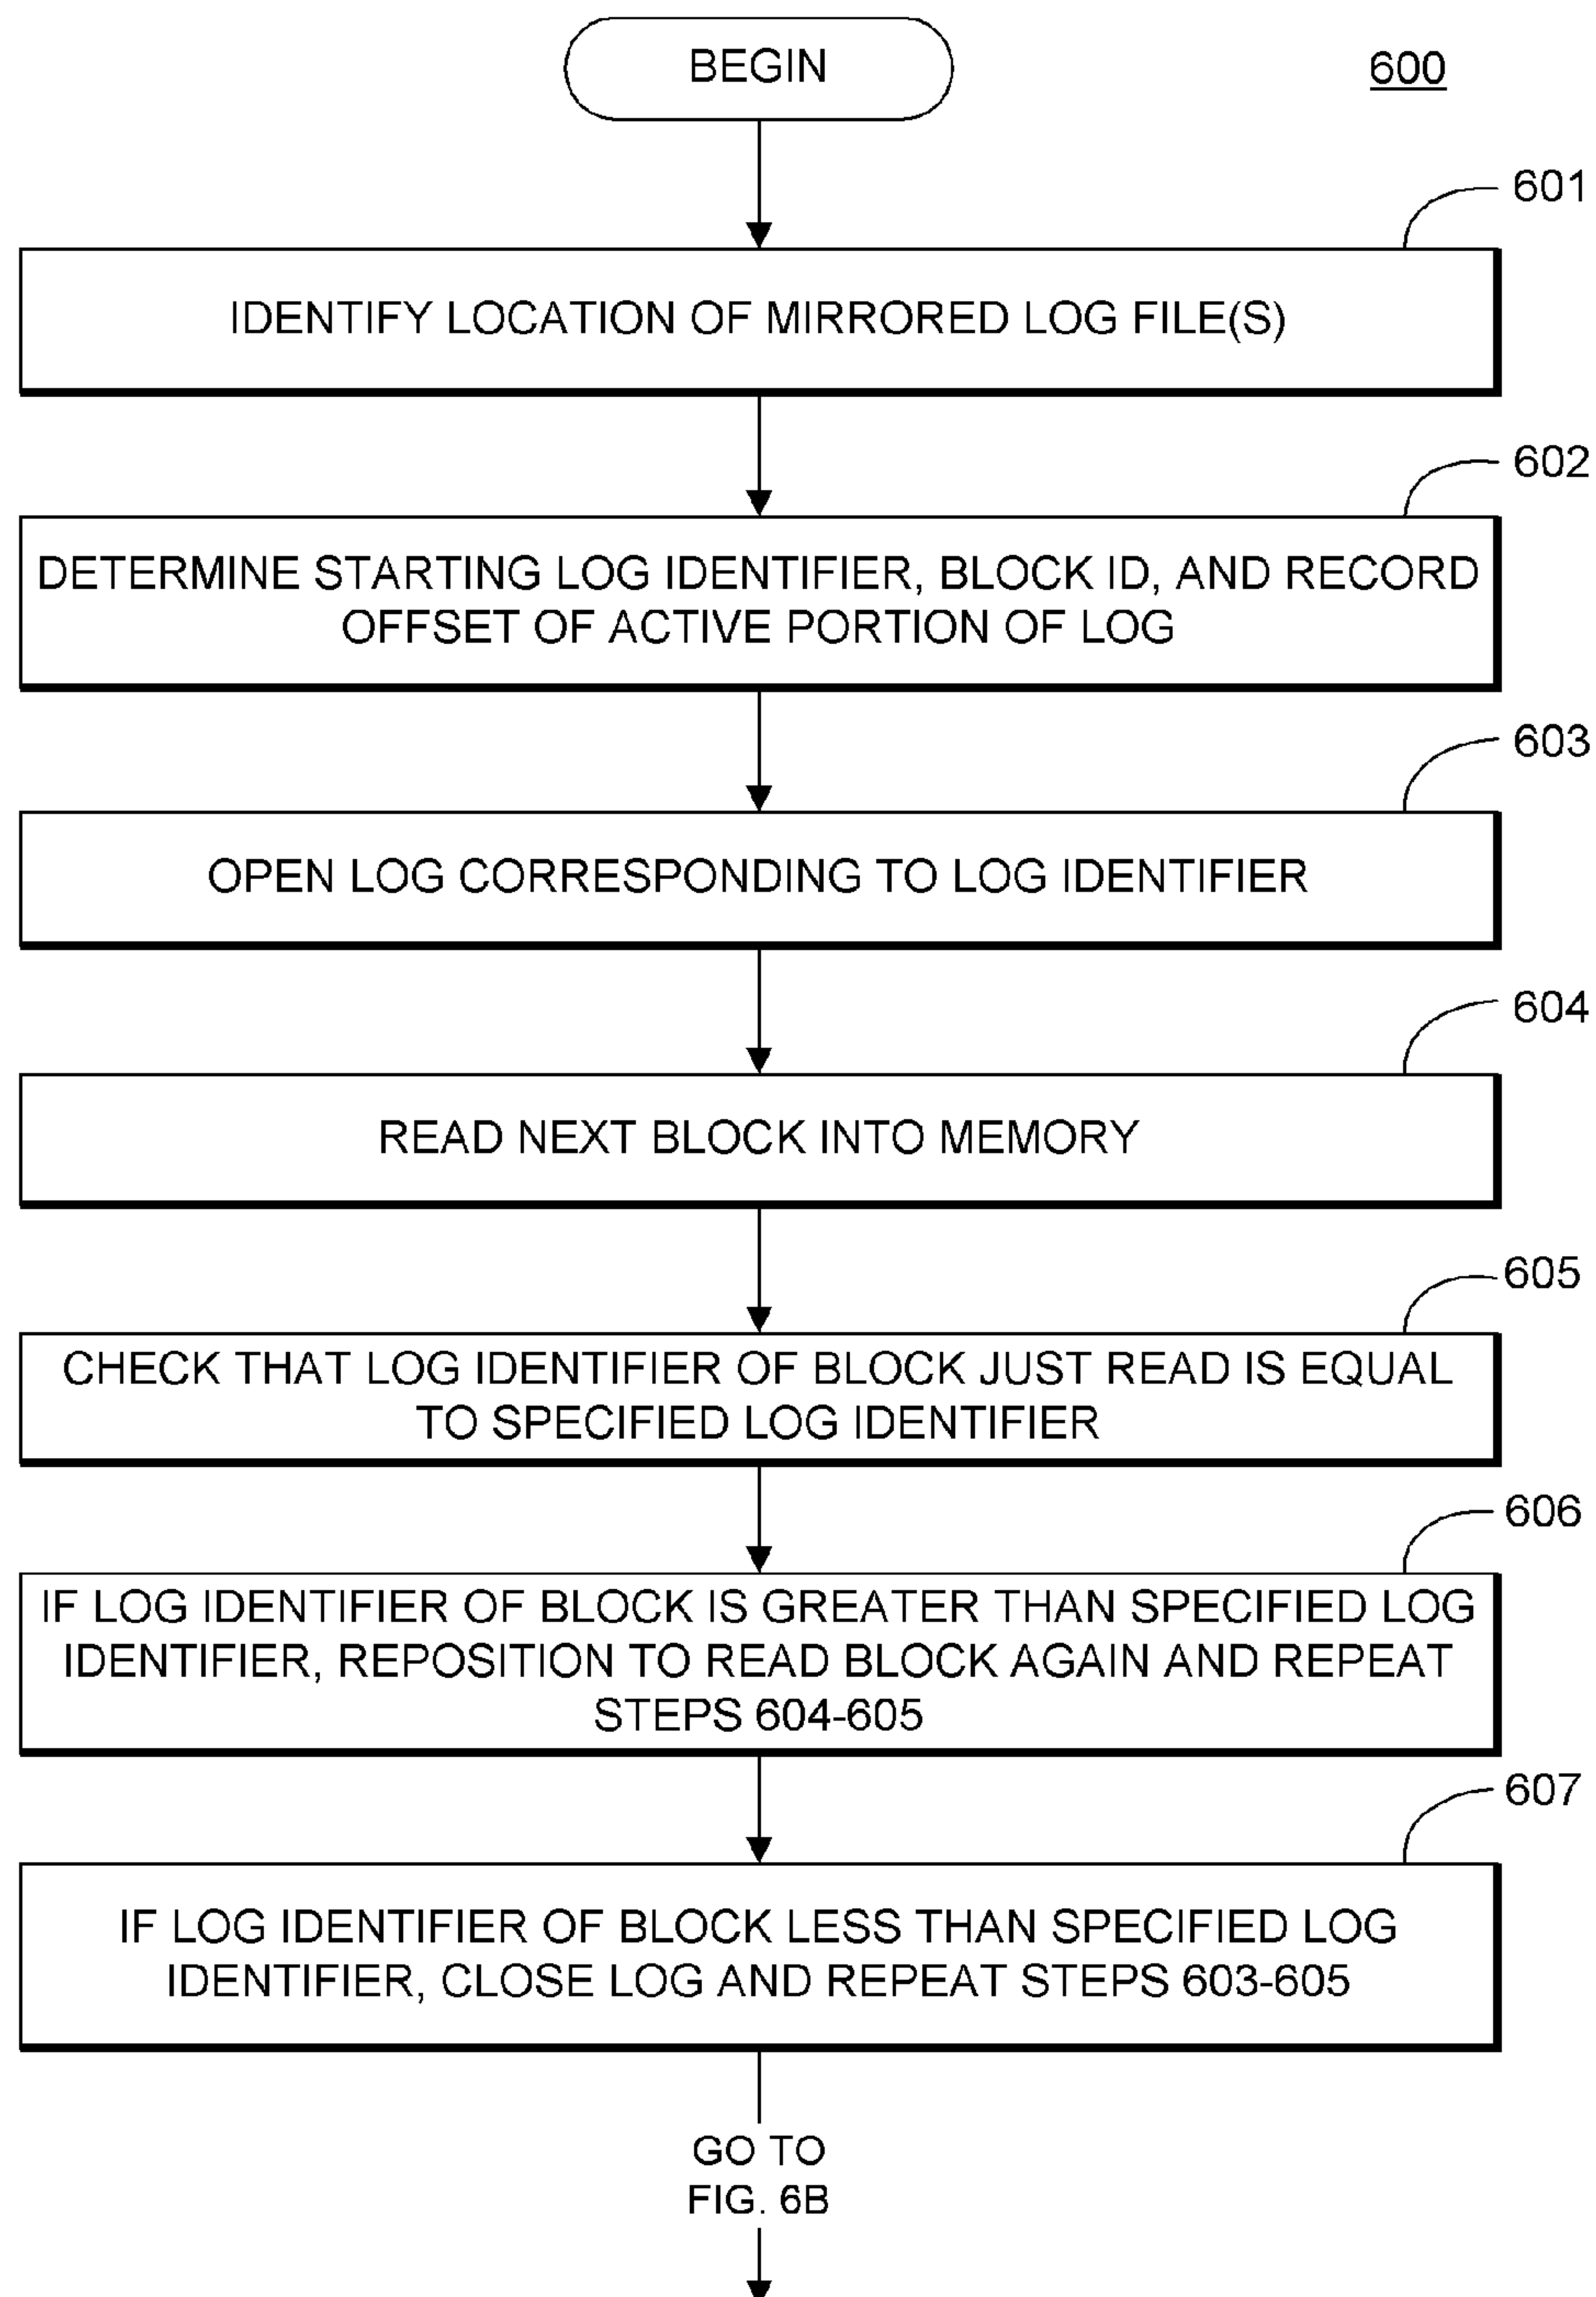 BEGIN
600
601
IDENTIFY LOCATION OF MIRRORED LOG FILE(S)
602
DETERMINE STARTING LOG IDENTIFIER, BLOCK ID, AND RECORD
OFFSET OF ACTIVE PORTION OF LOG
603
OPEN LOG CORRESPONDING TO LOG IDENTIFIER
604
READ NEXT BLOCK INTO MEMORY
605
CHECK THAT LOG IDENTIFIER OF BLOCK JUST READ IS EQUAL
TO SPECIFIED LOG IDENTIFIER
606
IF LOG IDENTIFIER OF BLOCK IS GREATER THAN SPECIFIED LOG
IDENTIFIER, REPOSITION TO READ BLOCK AGAIN AND REPEAT
STEPS 604-605
607
IF LOG IDENTIFIER OF BLOCK LESS THAN SPECIFIED LOG
IDENTIFIER, CLOSE LOG AND REPEAT STEPS 603-605
GO TO
FIG. 6B